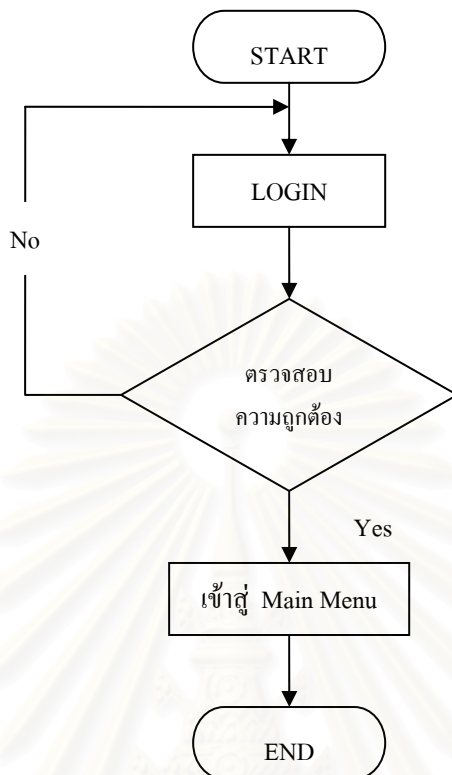 START
LOGIN
No
ตรวจสอบ
ความถูกต้อง
Yes
เข้าสู่ Main Menu
END